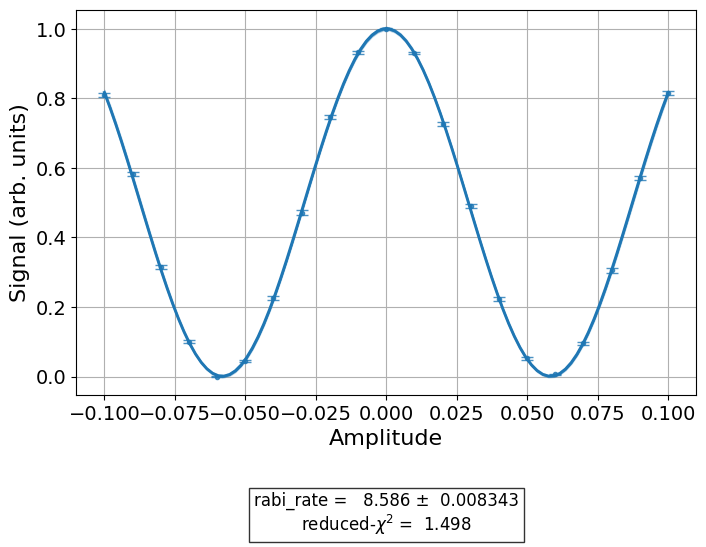 1.0
0.8
0.6
0.4
0.2
0.0
Signal (arb. units)
−0.100 −0.075 −0.050 −0.025 0.000 0.025 0.050 0.075 0.100
Amplitude
rabi_rate = 8.586 ± 0.008343
reduced-χ² = 1.498